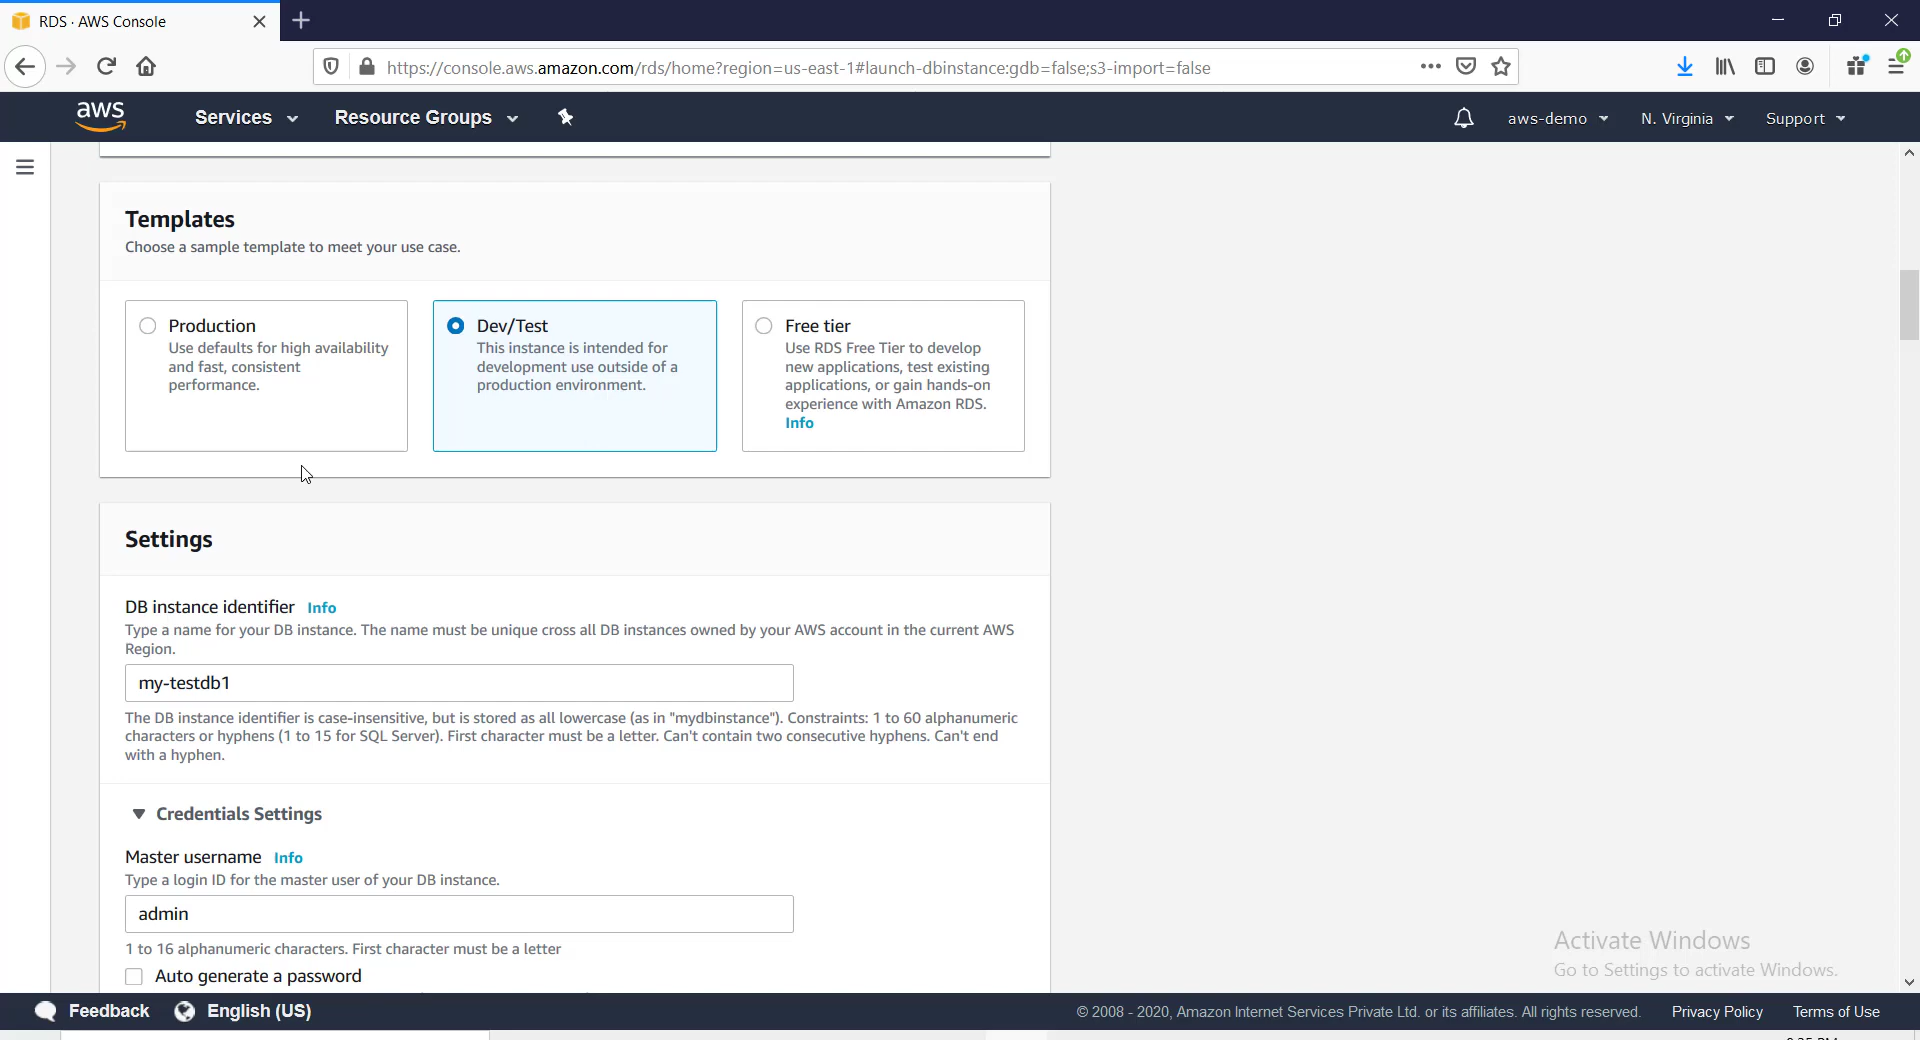 RDS · AWS Console
https://console.aws.amazon.com/rds/home?region=us-east-1#launch-dbinstance:gdb=false;s3-import=false
aws Services Resource Groups aws-demo N. Virginia Support
Templates
Choose a sample template to meet your use case.
Production
Use defaults for high availability
and fast, consistent
performance.
Dev/Test
This instance is intended for
development use outside of a
production environment.
Free tier
Use RDS Free Tier to develop
new applications, test existing
applications, or gain hands-on
experience with Amazon RDS.
Info
Settings
DB instance identifier Info
Type a name for your DB instance. The name must be unique cross all DB instances owned by your AWS account in the current AWS
Region.
my-testdb1
The DB instance identifier is case-insensitive, but is stored as all lowercase (as in "mydbinstance"). Constraints: 1 to 60 alphanumeric
characters or hyphens (1 to 15 for SQL Server). First character must be a letter. Can't contain two consecutive hyphens. Can't end
with a hyphen.
Credentials Settings
Master username Info
Type a login ID for the master user of your DB instance.
admin
1 to 16 alphanumeric characters. First character must be a letter
Auto generate a password
Activate Windows
Go to Settings to activate Windows.
Feedback English (US) © 2008 - 2020, Amazon Internet Services Private Ltd. or its affiliates. All rights reserved. Privacy Policy Terms of Use